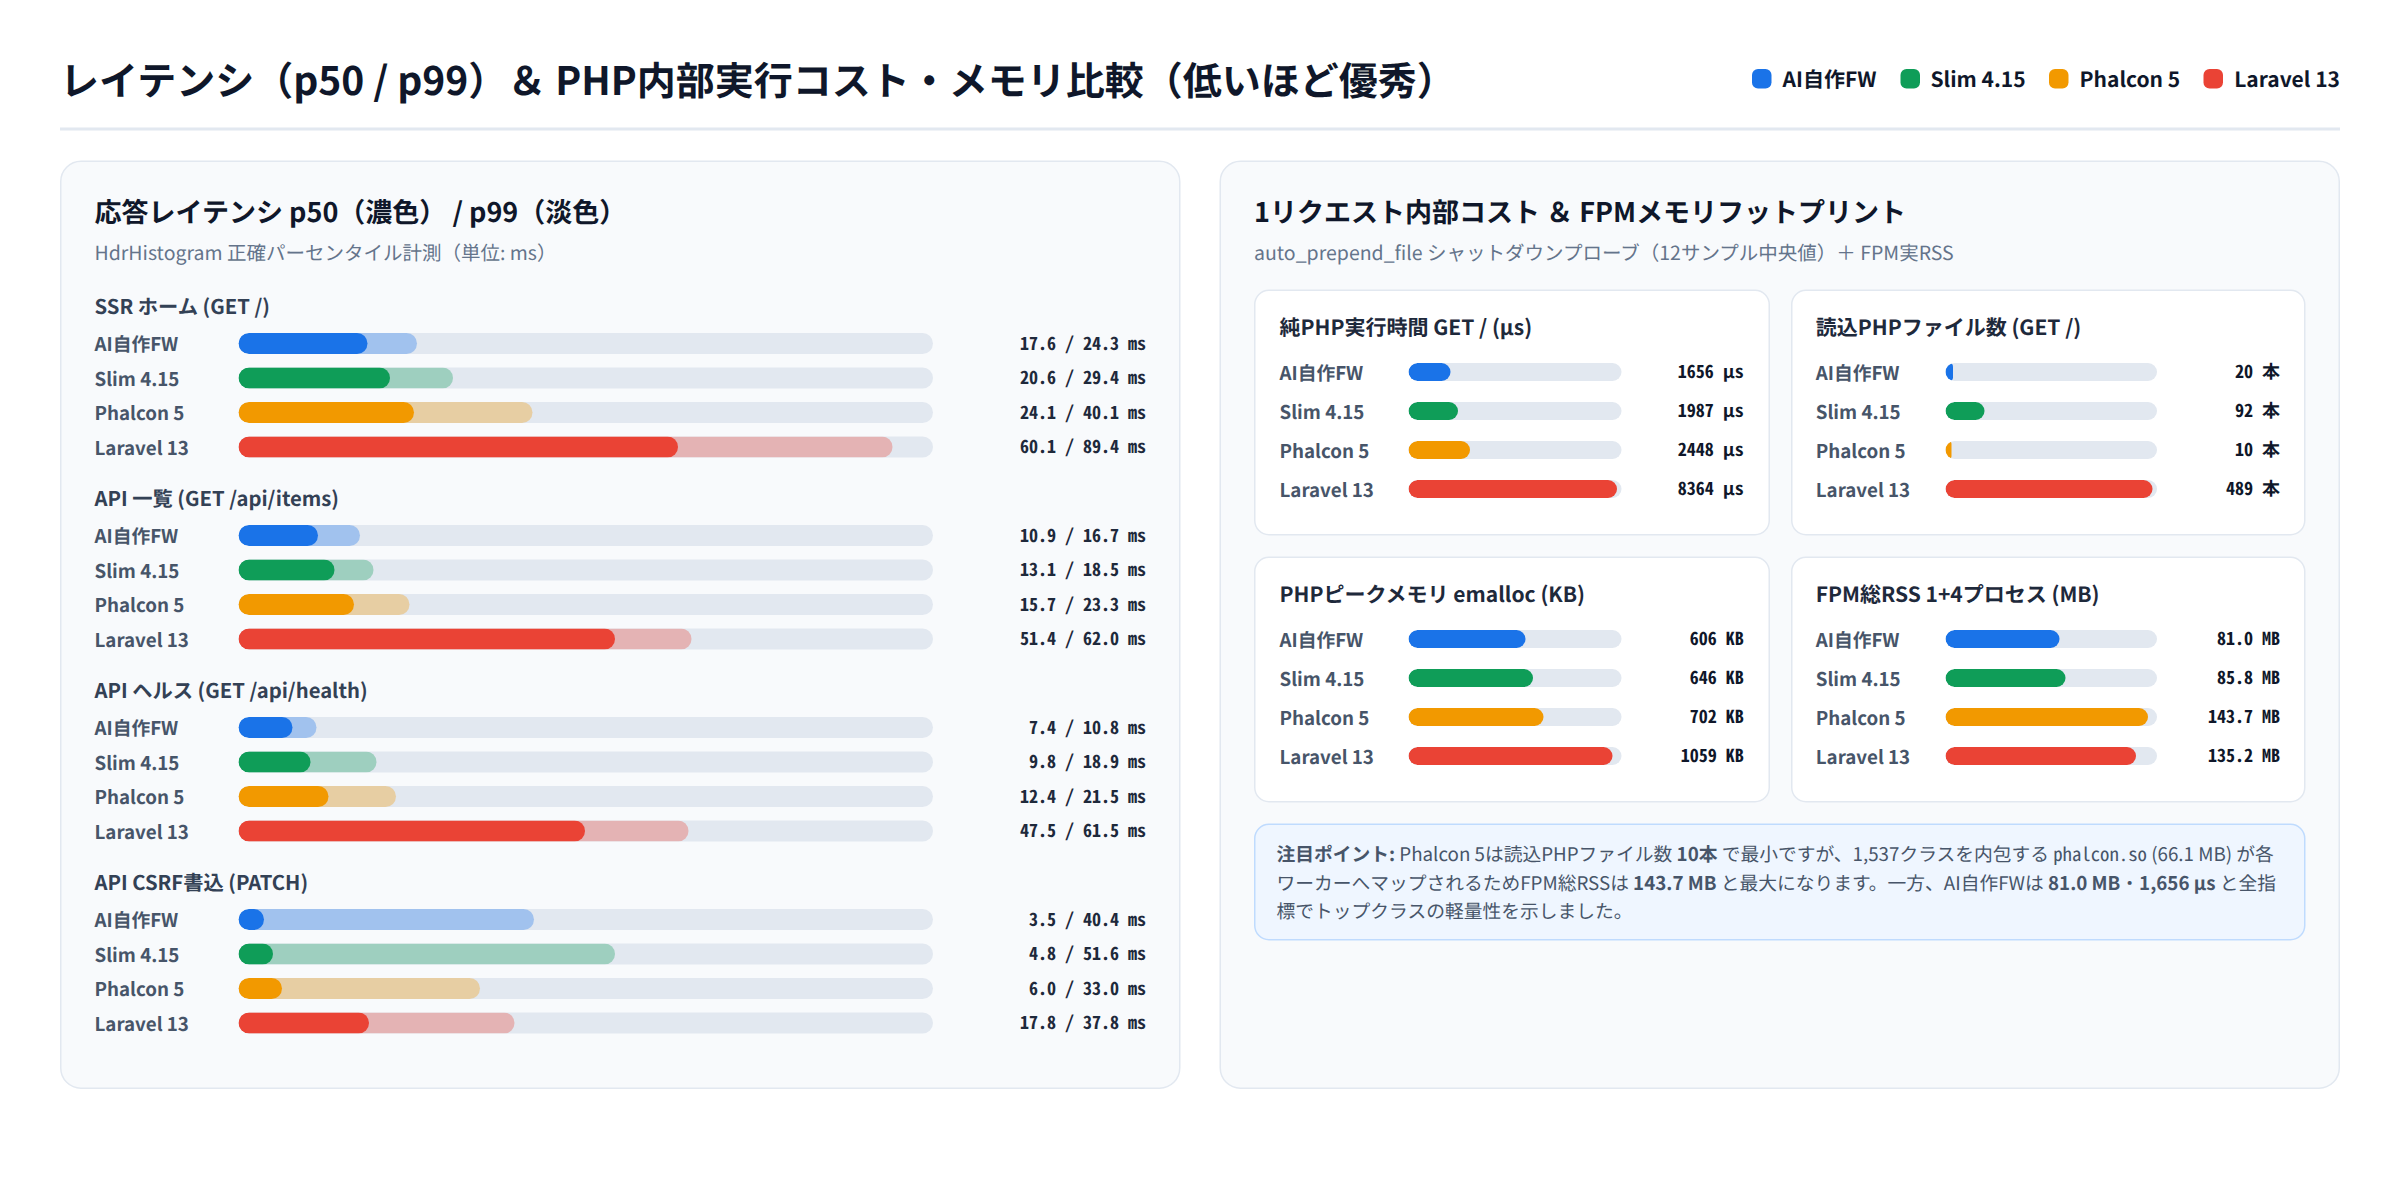 レイテンシ（p50 / p99）＆ PHP内部実行コスト・メモリ比較（低いほど優秀）
AI自作FW Slim 4.15 Phalcon 5 Laravel 13
応答レイテンシ p50（濃色） / p99（淡色）
HdrHistogram 正確パーセンタイル計測（単位: ms）
SSR ホーム (GET /)
AI自作FW 17.6 / 24.3 ms
Slim 4.15 20.6 / 29.4 ms
Phalcon 5 24.1 / 40.1 ms
Laravel 13 60.1 / 89.4 ms
API 一覧 (GET /api/items)
AI自作FW 10.9 / 16.7 ms
Slim 4.15 13.1 / 18.5 ms
Phalcon 5 15.7 / 23.3 ms
Laravel 13 51.4 / 62.0 ms
API ヘルス (GET /api/health)
AI自作FW 7.4 / 10.8 ms
Slim 4.15 9.8 / 18.9 ms
Phalcon 5 12.4 / 21.5 ms
Laravel 13 47.5 / 61.5 ms
API CSRF書込 (PATCH)
AI自作FW 3.5 / 40.4 ms
Slim 4.15 4.8 / 51.6 ms
Phalcon 5 6.0 / 33.0 ms
Laravel 13 17.8 / 37.8 ms
1リクエスト内部コスト ＆ FPMメモリフットプリント
auto_prepend_file シャットダウンプローブ（12サンプル中央値）＋ FPM実RSS
純PHP実行時間 GET / (μs)
AI自作FW 1656 μs
Slim 4.15 1987 μs
Phalcon 5 2448 μs
Laravel 13 8364 μs
読込PHPファイル数 (GET /)
AI自作FW 20 本
Slim 4.15 92 本
Phalcon 5 10 本
Laravel 13 489 本
PHPピークメモリ emalloc (KB)
AI自作FW 606 KB
Slim 4.15 646 KB
Phalcon 5 702 KB
Laravel 13 1059 KB
FPM総RSS 1+4プロセス (MB)
AI自作FW 81.0 MB
Slim 4.15 85.8 MB
Phalcon 5 143.7 MB
Laravel 13 135.2 MB
注目ポイント: Phalcon 5は読込PHPファイル数 10本 で最小ですが、1,537クラスを内包する phalcon.so (66.1 MB) が各
ワーカーへマップされるためFPM総RSSは 143.7 MB と最大になります。一方、AI自作FWは 81.0 MB・1,656 μs と全指
標でトップクラスの軽量性を示しました。